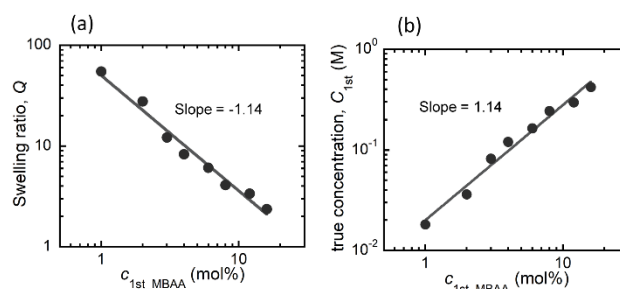 (a)
Swelling ratio, Q
100
10
1
Slope = -1.14
1
10
c1st_MBAA (mol%)
(b)
true concentration, C1st (M)
10^0
10^-1
10^-2
Slope = 1.14
1
10
c1st_MBAA (mol%)